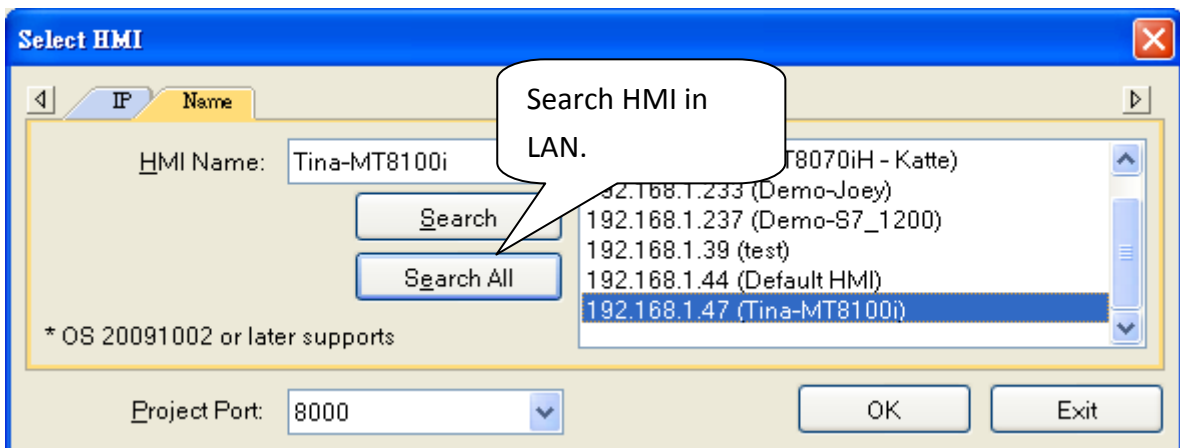 Select HMI
IP
Name
Search HMI in
LAN.
HMI Name:
Tina-MT8100i
Search
Search All
* OS 20091002 or later supports
T8070iH - Katte)
192.168.1.233 (Demo-Joey)
192.168.1.237 (Demo-S7_1200)
192.168.1.39 (test)
192.168.1.44 (Default HMI)
192.168.1.47 (Tina-MT8100i)
Project Port:
8000
OK
Exit